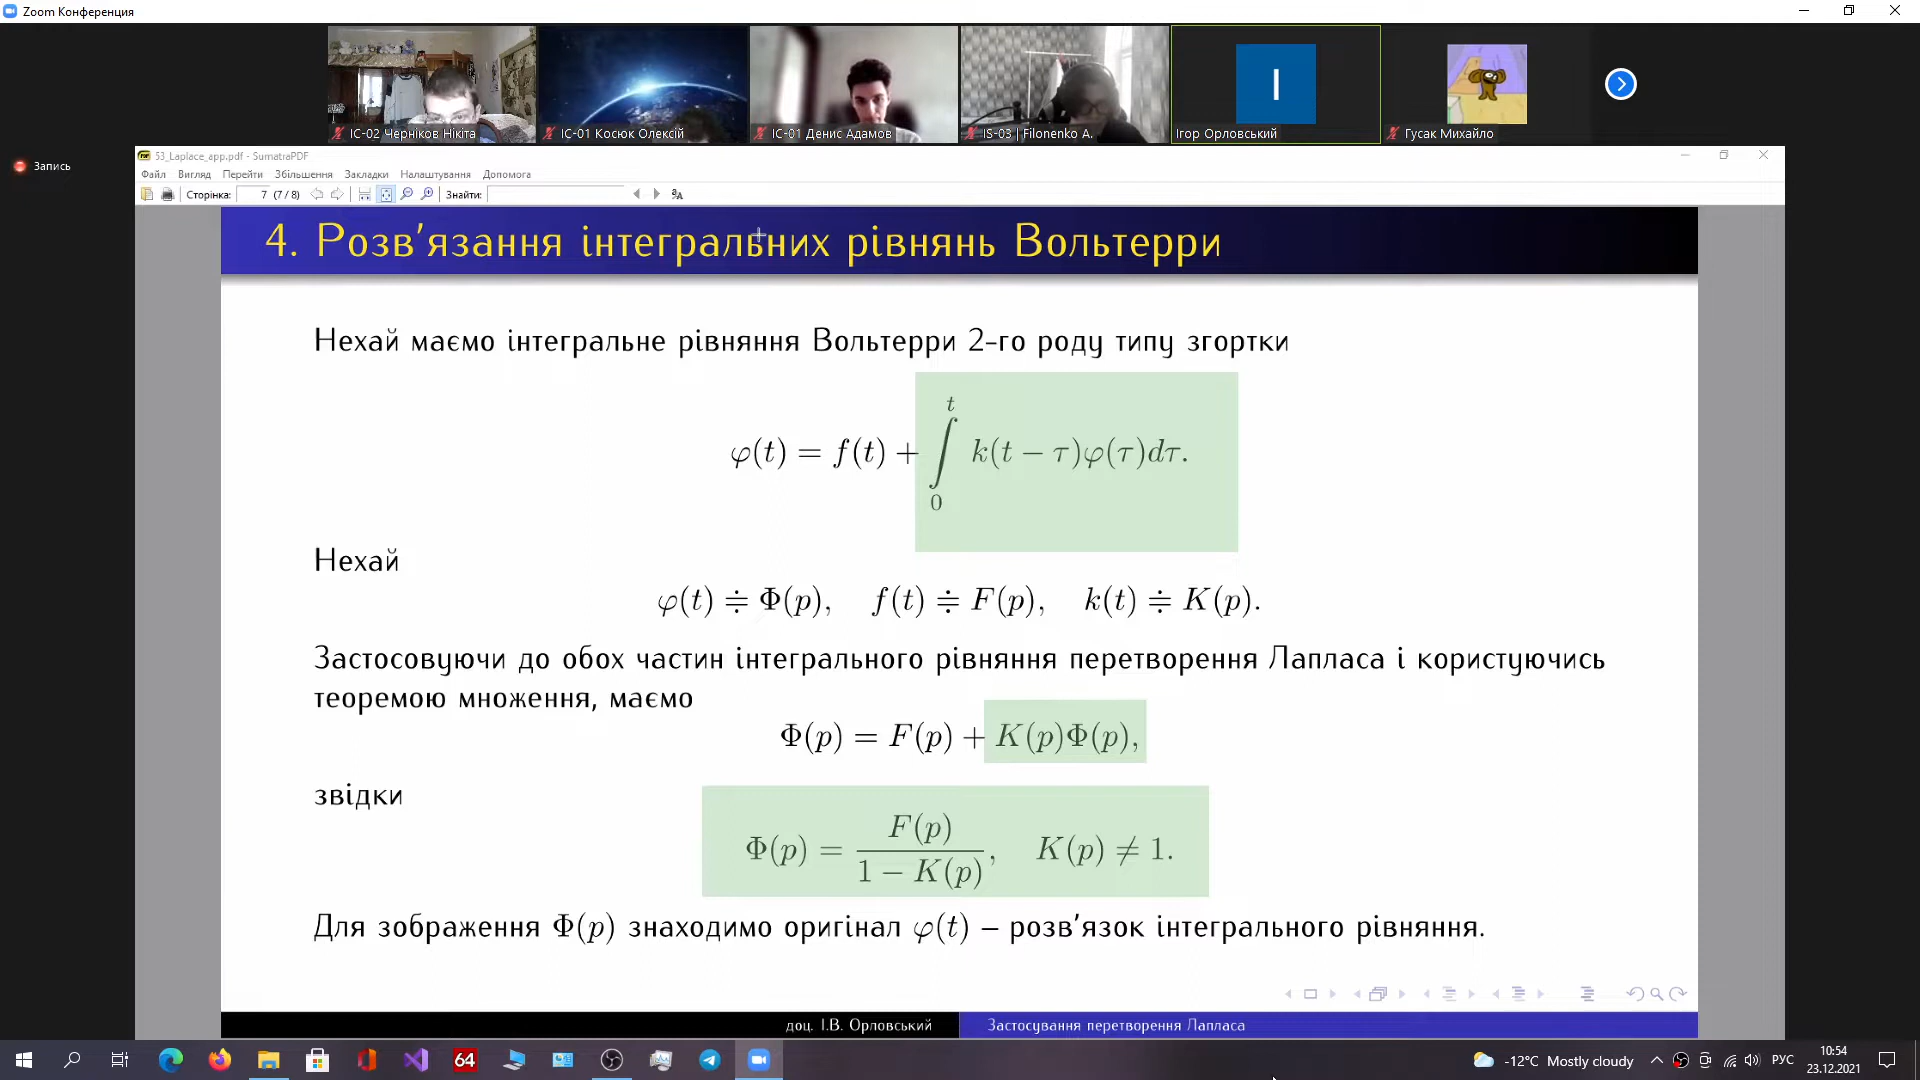 Zoom Конференция
ІС-02 Черніков Нікіта
ІС-01 Косюк Олексій
ІС-01 Денис Адамов
IS-03 | Filonenko A.
І
Ігор Орловський
Гусак Михайло
Запись
53_Laplace_app.pdf - SumatraPDF
Файл Вигляд Перейти Збільшення Закладки Налаштування Допомога
Сторінка: 7 (7 / 8) Знайти:
4. Розв’язання інтегральних рівнянь Вольтерри
Нехай маємо інтегральне рівняння Вольтерри 2-го роду типу згортки
φ(t) = f(t) + ∫₀ᵗ k(t − τ)φ(τ)dτ.
Нехай
φ(t) ≑ Φ(p), f(t) ≑ F(p), k(t) ≑ K(p).
Застосовуючи до обох частин інтегрального рівняння перетворення Лапласа і користуючись
теоремою множення, маємо
Φ(p) = F(p) + K(p)Φ(p),
звідки
Φ(p) = F(p) / (1 − K(p)), K(p) ≠ 1.
Для зображення Φ(p) знаходимо оригінал φ(t) – розв’язок інтегрального рівняння.
доц. І.В. Орловський Застосування перетворення Лапласа
64
-12°C Mostly cloudy РУС 10:54
23.12.2021